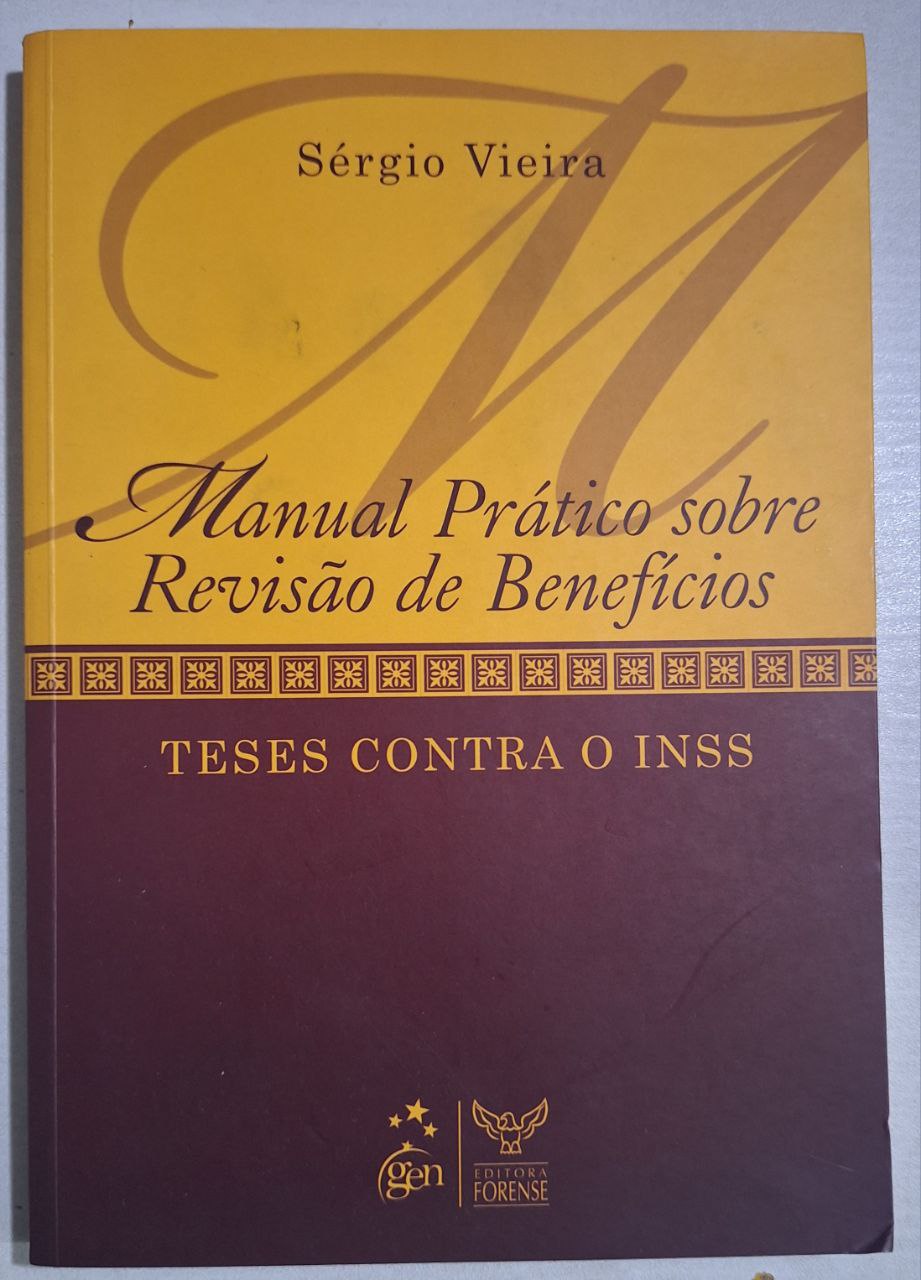 Sérgio Vieira
Manual Prático sobre
Revisão de Benefícios
TESES CONTRA O INSS
gen
EDITORA
FORENSE